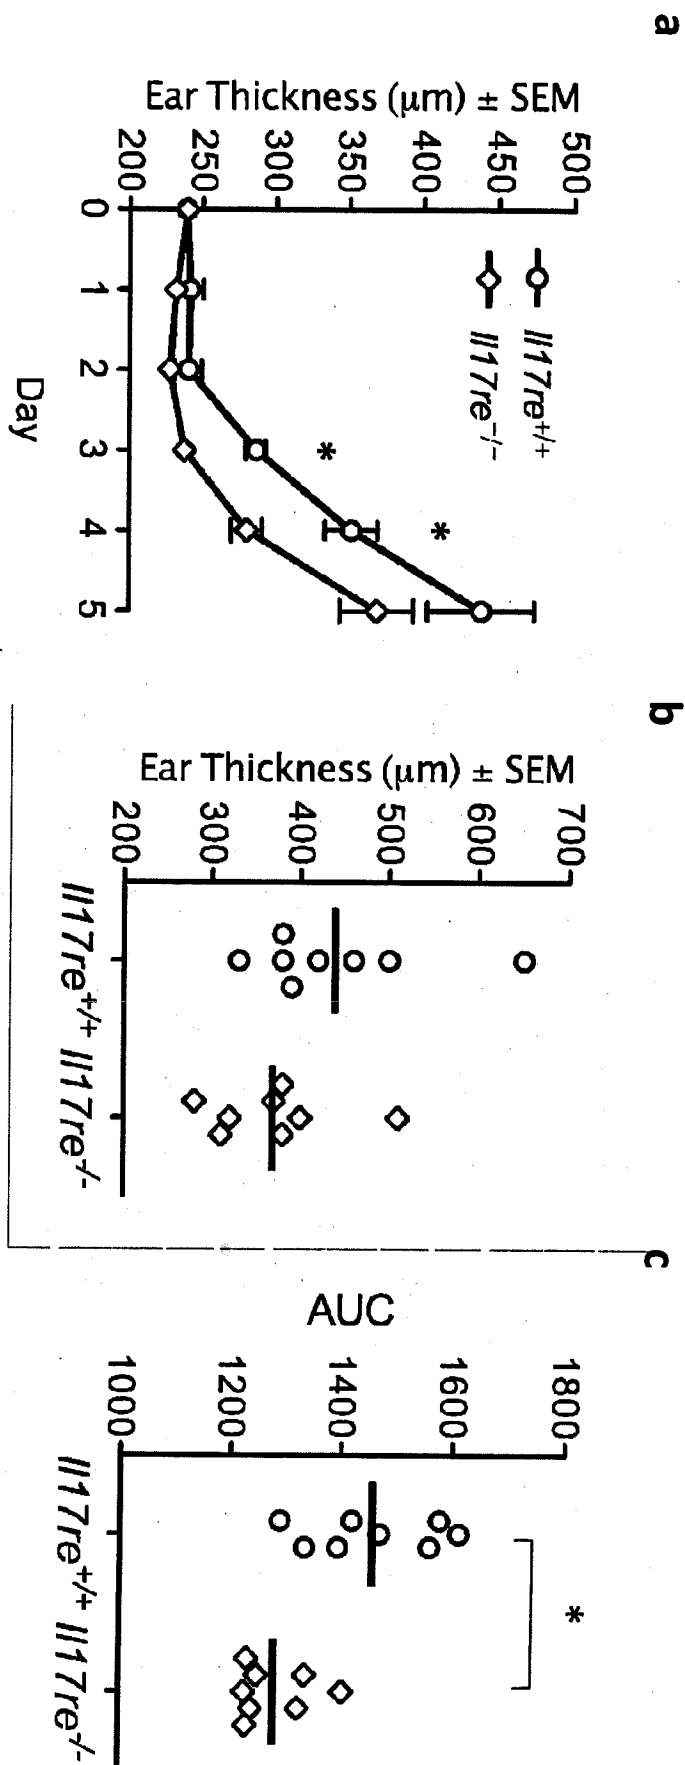 a
Ear Thickness (μm) ± SEM
500
450
400
350
300
250
200
Il17re+/+
Il17re-/-
*
*
0 1 2 3 4 5
Day
b
Ear Thickness (μm) ± SEM
700
600
500
400
300
200
Il17re+/+ Il17re-/-
c
AUC
1800
1600
1400
1200
1000
*
Il17re+/+ Il17re-/-